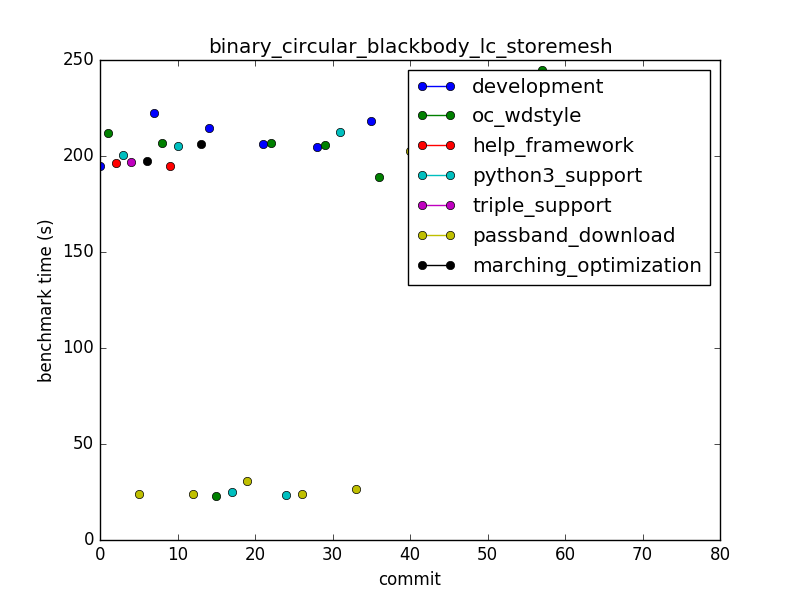 binary_circular_blackbody_lc_storemesh
250
200
150
100
50
0
benchmark time (s)
development
oc_wdstyle
help_framework
python3_support
triple_support
passband_download
marching_optimization
0 10 20 30 40 50 60 70 80
commit